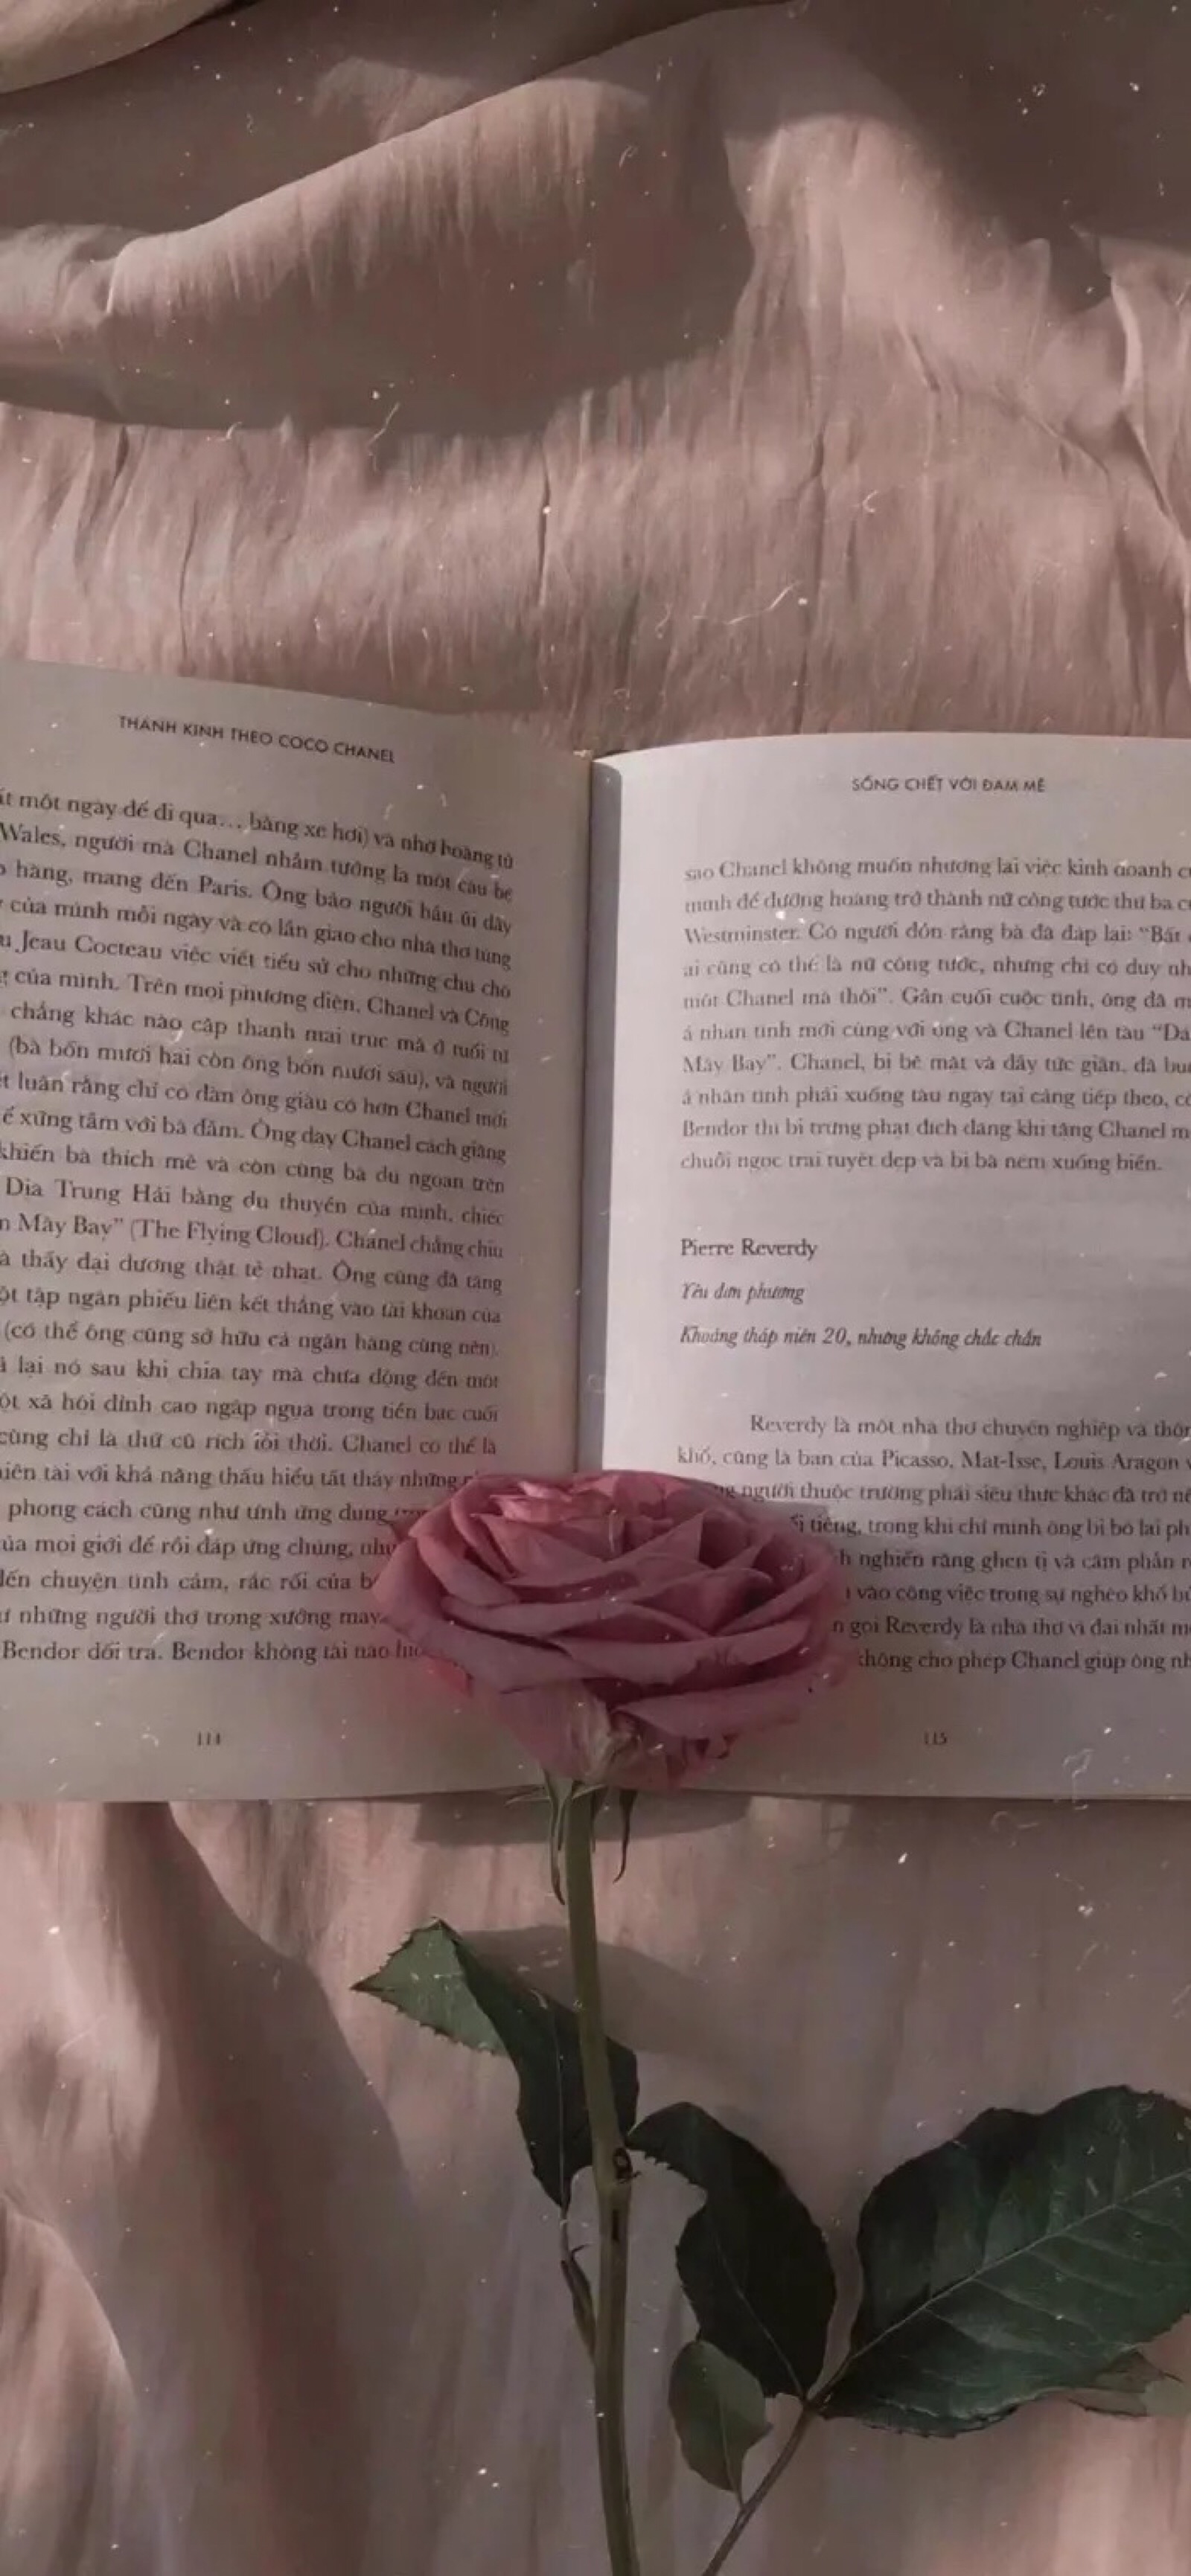 THÁNH KINH THEO COCO CHANEL
một ngày để đi qua… bằng xe hơi) và nhờ hoàng tử
Wales, người mà Chanel nhầm tưởng là một cậu bé
hàng, mang đến Paris. Ông bảo người hầu ủi dây
của mình mỗi ngày và có lần giao cho nhà thơ túng
Jeau Cocteau việc viết tiểu sử cho những chú chó
của mình. Trên mọi phương diện, Chanel và Công
chẳng khác nào cặp thanh mai trúc mã ở tuổi tứ
(bà bốn mươi hai còn ông bốn mươi sáu), và người
luận rằng chỉ có đàn ông giàu có hơn Chanel mới
xứng tầm với bà đầm. Ông dạy Chanel cách giăng
khiến bà thích mê và còn cùng bà du ngoạn trên
Địa Trung Hải bằng du thuyền của mình, chiếc
Mây Bay” (The Flying Cloud). Chanel chẳng chịu
thấy đại dương thật tẻ nhạt. Ông cũng đã tặng
tập ngân phiếu liên kết thẳng vào tài khoản của
(có thể ông cũng sở hữu cả ngân hàng cũng nên).
lại nó sau khi chia tay mà chưa động đến một
xã hội đỉnh cao ngập ngụa trong tiền bạc cuối
cùng chỉ là thứ cũ rích lỗi thời. Chanel có thể là
tài với khả năng thấu hiểu tất thảy những
phong cách cũng như tính ứng dụng
của mọi giới để rồi đáp ứng chúng, như
đến chuyện tình cảm, rắc rối của
những người thợ trong xưởng may
Bendor dối trá. Bendor không tài nào
114
SỐNG CHẾT VỚI ĐAM MÊ
sao Chanel không muốn nhượng lại việc kinh doanh
mình để đường hoàng trở thành nữ công tước thứ ba
Westminster. Có người đồn rằng bà đã đáp lại: “Bất
ai cũng có thể là nữ công tước, nhưng chỉ có duy
một Chanel mà thôi”. Gần cuối cuộc tình, ông đã
ả nhân tình mới cùng với ông và Chanel lên tàu
Mây Bay”. Chanel, bị bẽ mặt và đầy tức giận, đã
ả nhân tình phải xuống tàu ngay tại cảng tiếp theo,
Bendor thì bị trừng phạt đích đáng khi tặng Chanel
chuỗi ngọc trai tuyệt đẹp và bị bà ném xuống biển.
Pierre Reverdy
Yêu đơn phương
Khoảng thập niên 20, nhưng không chắc chắn
Reverdy là một nhà thơ chuyên nghiệp và
khổ, cũng là bạn của Picasso, Mat-Isse, Louis Aragon
người thuộc trường phái siêu thực khác đã trở
tiếng, trong khi chỉ mình ông bị bỏ lại
nghiến răng ghen tị và căm phẫn
vào công việc trong sự nghèo khổ
gọi Reverdy là nhà thơ vĩ đại nhất
không cho phép Chanel giúp ông
115